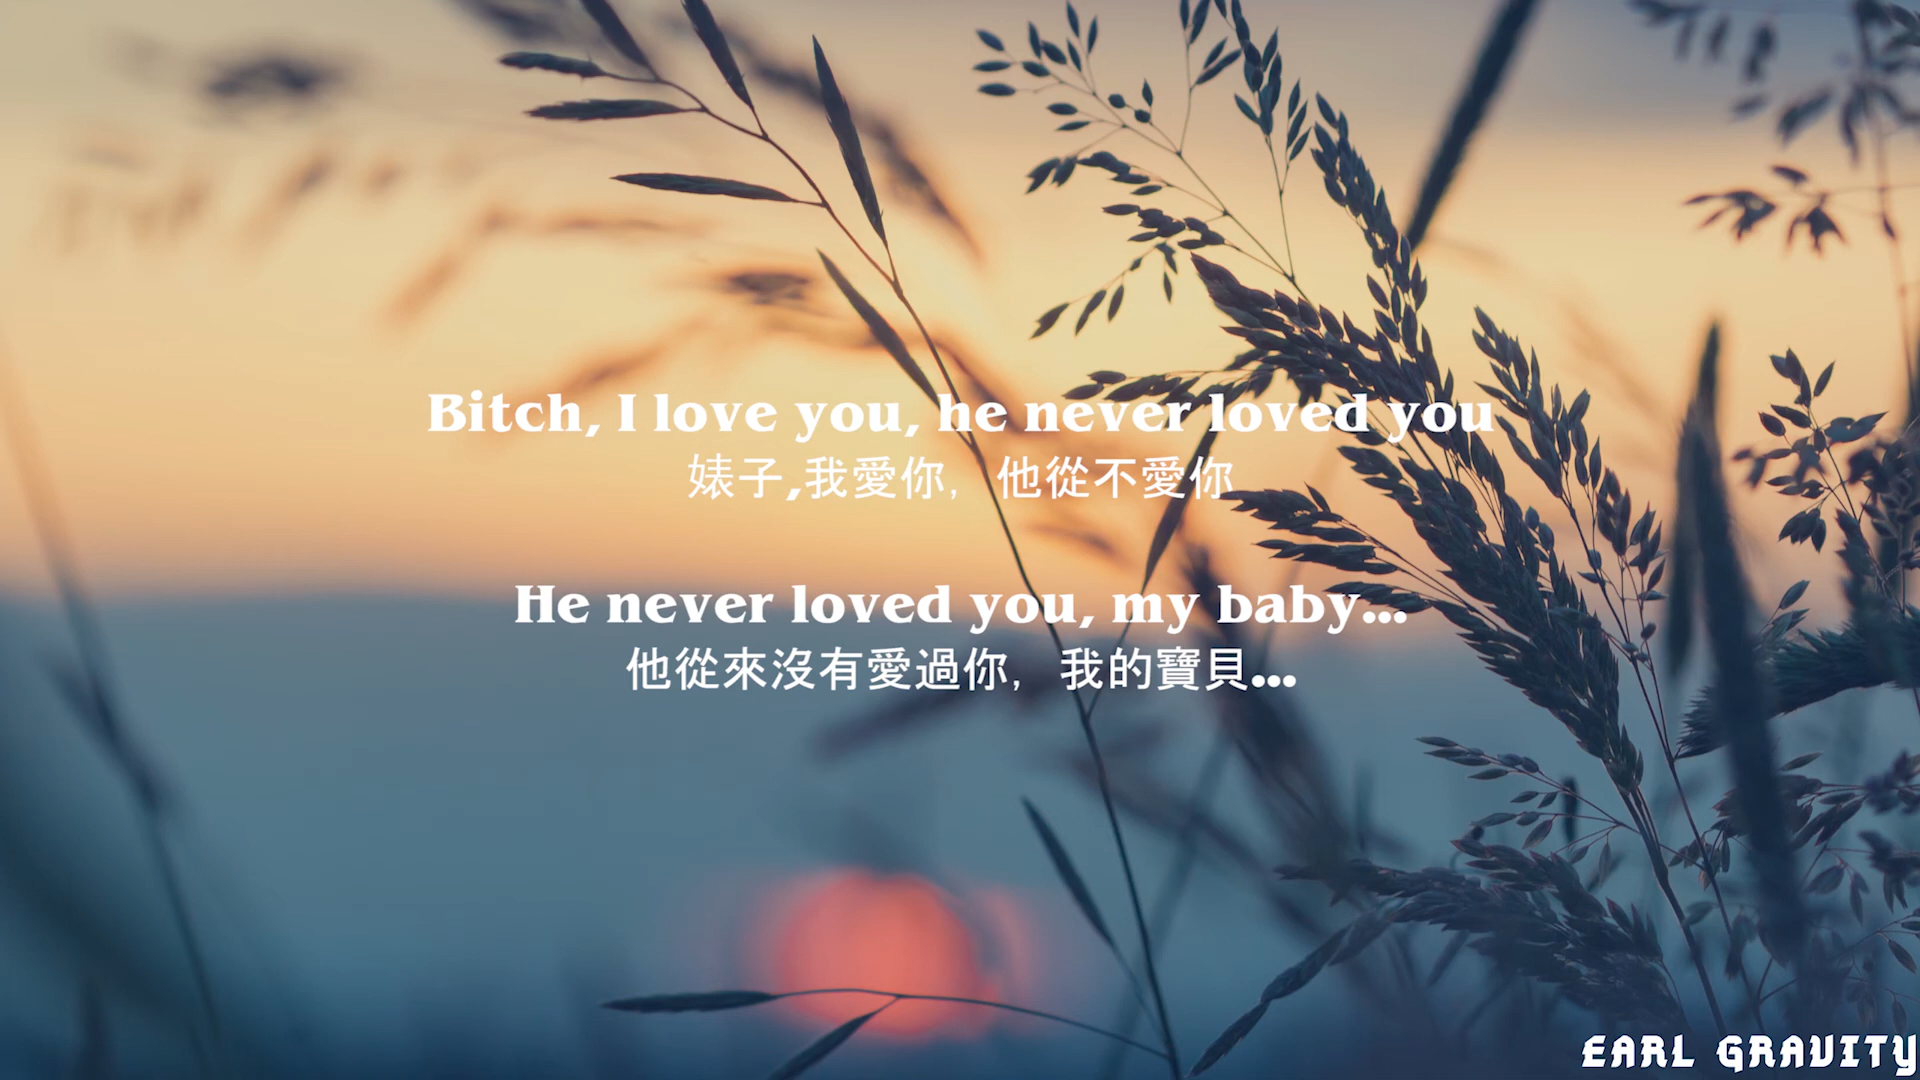 Bitch, I love you, he never loved you
婊子,我愛你，他從不愛你
He never loved you, my baby...
他從來沒有愛過你，我的寶貝...
EARL GRAVITY